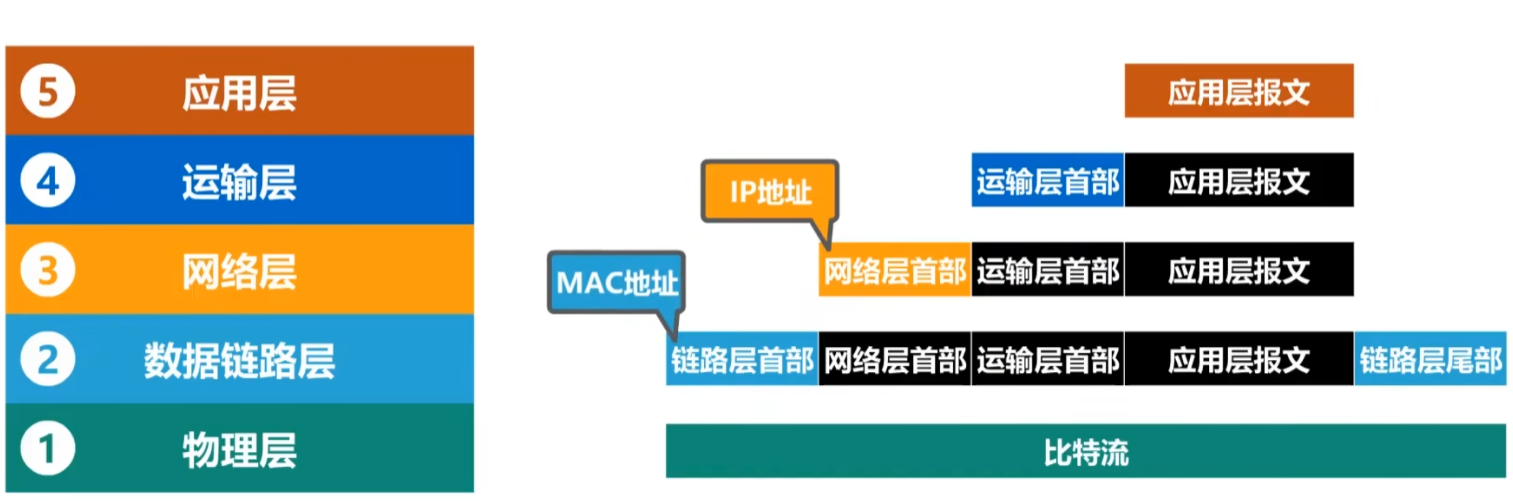 5 应用层
应用层报文
4 运输层
IP地址
运输层首部 应用层报文
3 网络层
MAC地址
网络层首部 运输层首部 应用层报文
2 数据链路层
链路层首部 网络层首部 运输层首部 应用层报文 链路层尾部
1 物理层
比特流